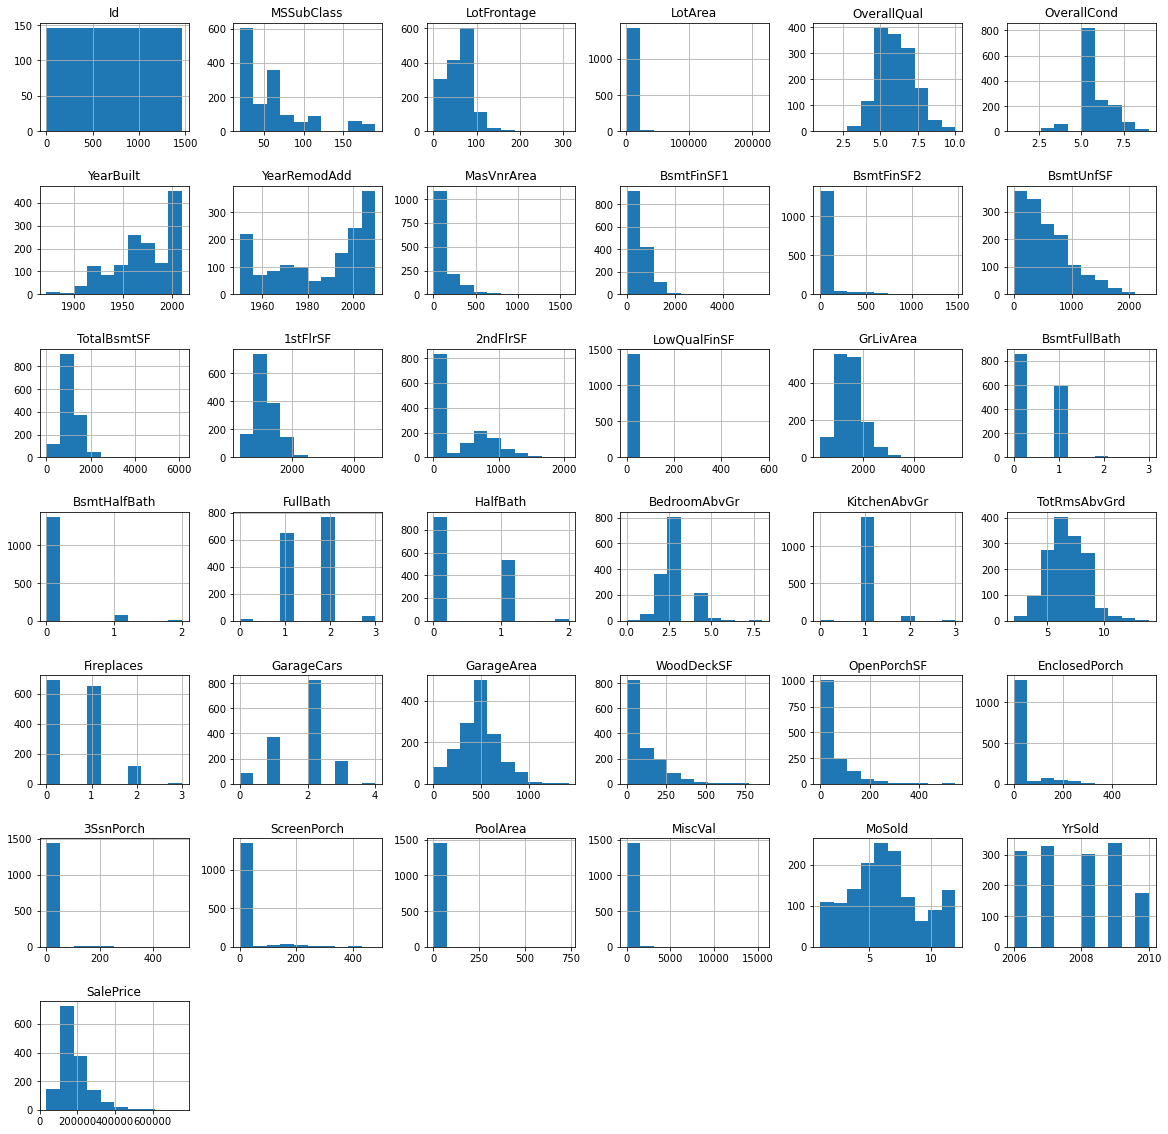 Id
150
100
50
0
0 500 1000 1500
MSSubClass
600
400
200
0
50 100 150
LotFrontage
600
400
200
0
0 100 200 300
LotArea
1000
500
0
0 100000 200000
OverallQual
400
300
200
100
0
2.5 5.0 7.5 10.0
OverallCond
800
600
400
200
0
2.5 5.0 7.5
YearBuilt
400
300
200
100
0
1900 1950 2000
YearRemodAdd
300
200
100
0
1960 1980 2000
MasVnrArea
1000
750
500
250
0
0 500 1000 1500
BsmtFinSF1
800
600
400
200
0
0 2000 4000
BsmtFinSF2
1000
500
0
0 500 1000 1500
BsmtUnfSF
300
200
100
0
0 1000 2000
TotalBsmtSF
800
600
400
200
0
0 2000 4000 6000
1stFlrSF
600
400
200
0
2000 4000
2ndFlrSF
800
600
400
200
0
0 500 1000 1500 2000
LowQualFinSF
1500
1000
500
0
0 200 400 600
GrLivArea
400
200
0
2000 4000
BsmtFullBath
800
600
400
200
0
0 1 2 3
BsmtHalfBath
1000
500
0
0 1 2
FullBath
800
600
400
200
0
0 1 2 3
HalfBath
800
600
400
200
0
0 1 2
BedroomAbvGr
800
600
400
200
0
0.0 2.5 5.0 7.5
KitchenAbvGr
1000
500
0
0 1 2 3
TotRmsAbvGrd
400
300
200
100
0
5 10
Fireplaces
600
400
200
0
0 1 2 3
GarageCars
800
600
400
200
0
0 2 4
GarageArea
400
200
0
0 500 1000
WoodDeckSF
800
600
400
200
0
0 250 500 750
OpenPorchSF
1000
750
500
250
0
0 200 400
EnclosedPorch
1000
500
0
0 200 400
3SsnPorch
1500
1000
500
0
0 200 400
ScreenPorch
1000
500
0
0 200 400
PoolArea
1500
1000
500
0
0 250 500 750
MiscVal
1500
1000
500
0
0 5000 10000 15000
MoSold
200
100
0
5 10
YrSold
300
200
100
0
2006 2008 2010
SalePrice
600
400
200
0
0 200000 400000 600000